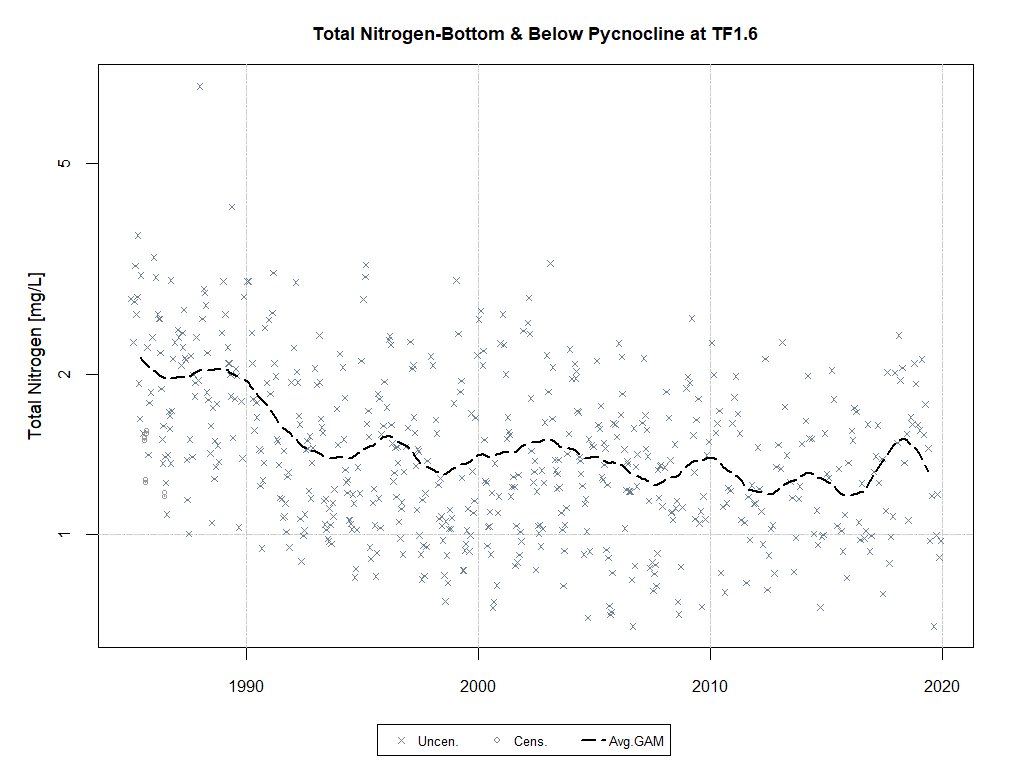 Total Nitrogen-Bottom & Below Pycnocline at TF1.6
Total Nitrogen [mg/L]
5
2
1
1990 2000 2010 2020
Uncen. Cens. Avg.GAM